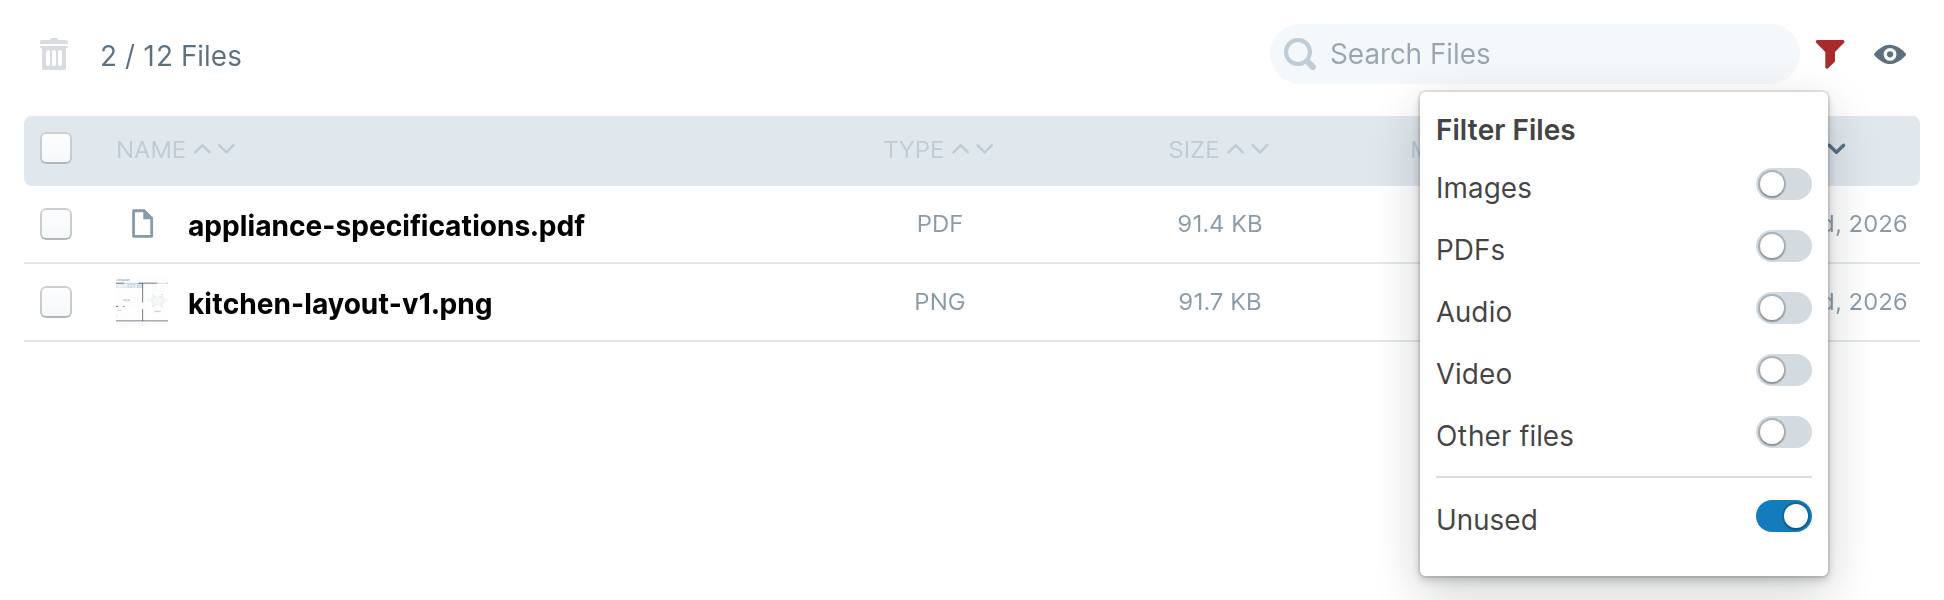 2 / 12 Files
Search Files
NAME TYPE SIZE
appliance-specifications.pdf PDF 91.4 KB 2026
kitchen-layout-v1.png PNG 91.7 KB 2026
Filter Files
Images
PDFs
Audio
Video
Other files
Unused